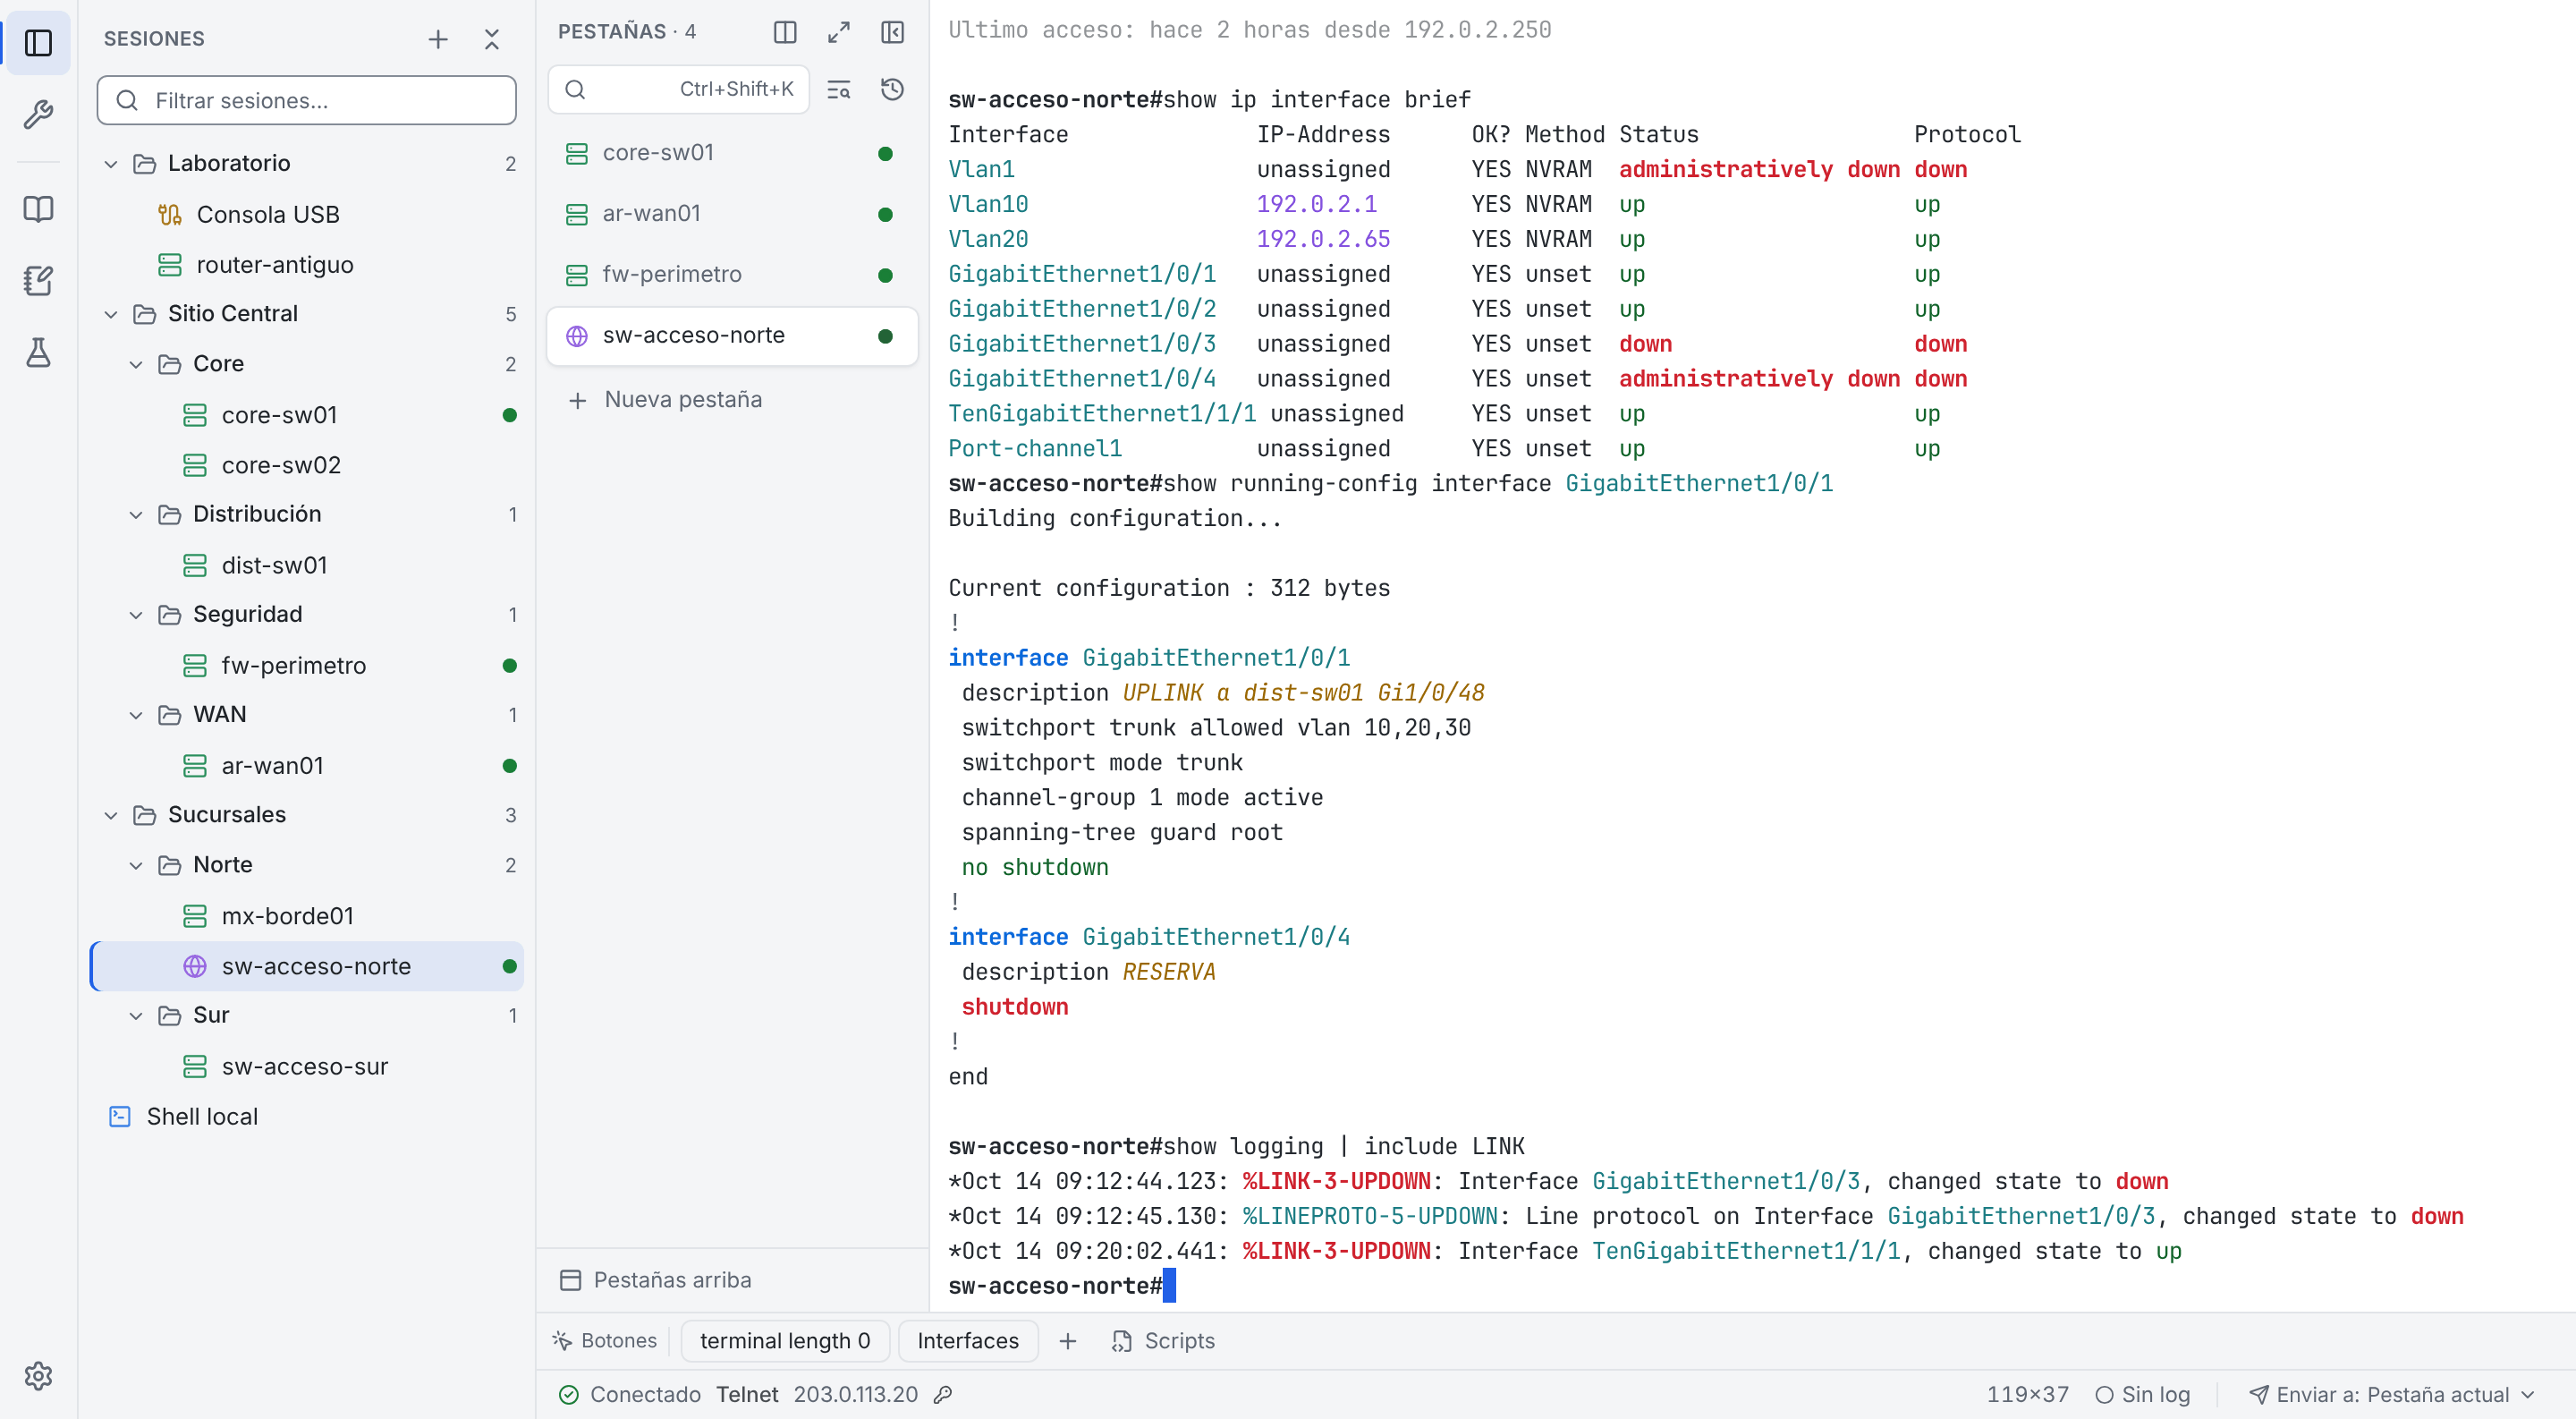 SESIONES
Filtrar sesiones...
Laboratorio 2
Consola USB
router-antiguo
Sitio Central 5
Core 2
core-sw01
core-sw02
Distribución 1
dist-sw01
Seguridad 1
fw-perimetro
WAN 1
ar-wan01
Sucursales 3
Norte 2
mx-borde01
sw-acceso-norte
Sur 1
sw-acceso-sur
Shell local
PESTAÑAS · 4
Ctrl+Shift+K
core-sw01
ar-wan01
fw-perimetro
sw-acceso-norte
Nueva pestaña
Pestañas arriba
Ultimo acceso: hace 2 horas desde 192.0.2.250
sw-acceso-norte#show ip interface brief
Interface IP-Address OK? Method Status Protocol
Vlan1 unassigned YES NVRAM administratively down down
Vlan10 192.0.2.1 YES NVRAM up up
Vlan20 192.0.2.65 YES NVRAM up up
GigabitEthernet1/0/1 unassigned YES unset up up
GigabitEthernet1/0/2 unassigned YES unset up up
GigabitEthernet1/0/3 unassigned YES unset down down
GigabitEthernet1/0/4 unassigned YES unset administratively down down
TenGigabitEthernet1/1/1 unassigned YES unset up up
Port-channel1 unassigned YES unset up up
sw-acceso-norte#show running-config interface GigabitEthernet1/0/1
Building configuration...
Current configuration : 312 bytes
!
interface GigabitEthernet1/0/1
description UPLINK a dist-sw01 Gi1/0/48
switchport trunk allowed vlan 10,20,30
switchport mode trunk
channel-group 1 mode active
spanning-tree guard root
no shutdown
!
interface GigabitEthernet1/0/4
description RESERVA
shutdown
!
end
sw-acceso-norte#show logging | include LINK
*Oct 14 09:12:44.123: %LINK-3-UPDOWN: Interface GigabitEthernet1/0/3, changed state to down
*Oct 14 09:12:45.130: %LINEPROTO-5-UPDOWN: Line protocol on Interface GigabitEthernet1/0/3, changed state to down
*Oct 14 09:20:02.441: %LINK-3-UPDOWN: Interface TenGigabitEthernet1/1/1, changed state to up
sw-acceso-norte#
Botones terminal length 0 Interfaces Scripts
Conectado Telnet 203.0.113.20 119×37 Sin log Enviar a: Pestaña actual